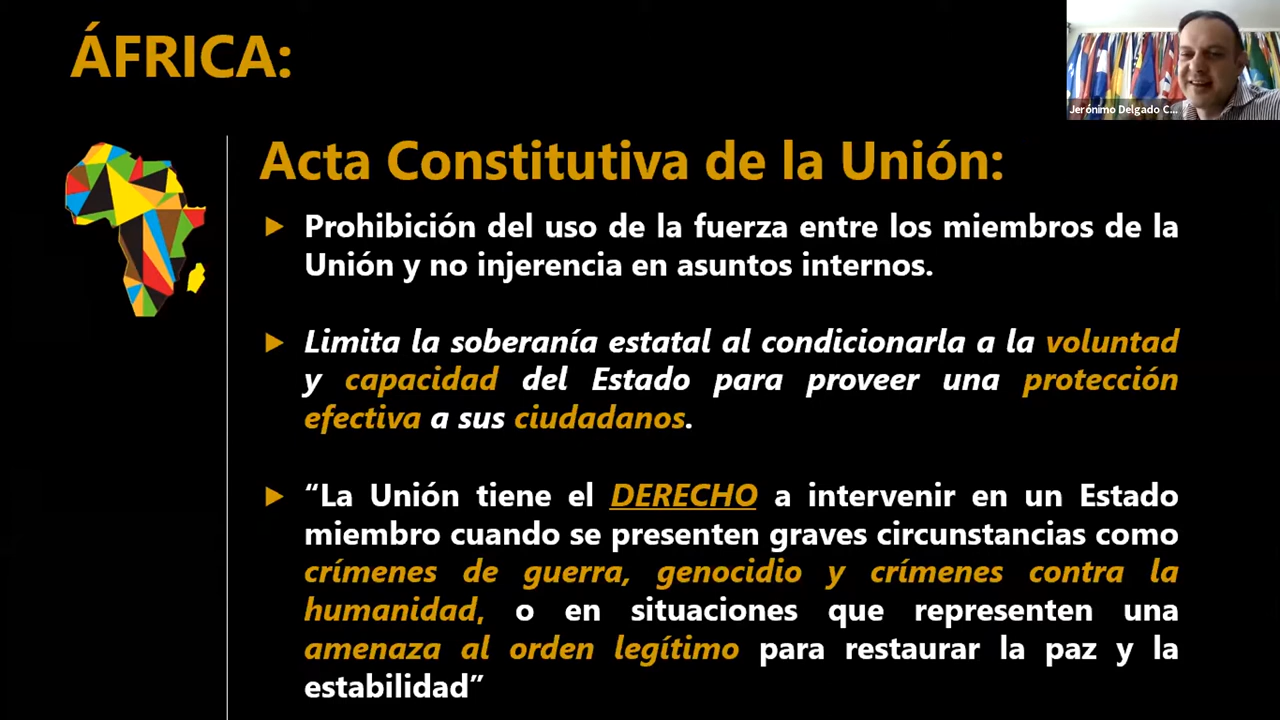 ÁFRICA:
Jerónimo Delgado C...
Acta Constitutiva de la Unión:
Prohibición del uso de la fuerza entre los miembros de la
Unión y no injerencia en asuntos internos.
Limita la soberanía estatal al condicionarla a la voluntad
y capacidad del Estado para proveer una protección
efectiva a sus ciudadanos.
“La Unión tiene el DERECHO a intervenir en un Estado
miembro cuando se presenten graves circunstancias como
crímenes de guerra, genocidio y crímenes contra la
humanidad, o en situaciones que representen una
amenaza al orden legítimo para restaurar la paz y la
estabilidad”